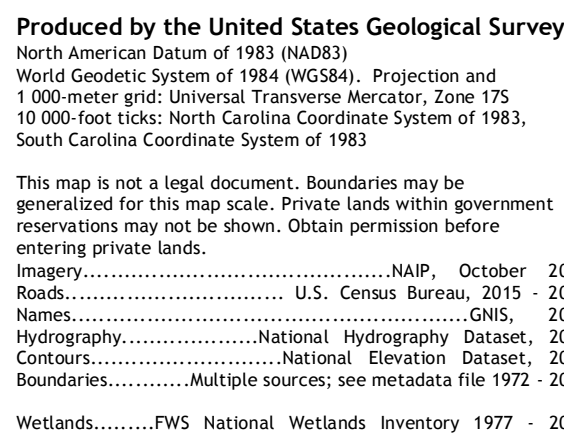 Produced by the United States Geological Survey
North American Datum of 1983 (NAD83)
World Geodetic System of 1984 (WGS84). Projection and
1 000-meter grid: Universal Transverse Mercator, Zone 17S
10 000-foot ticks: North Carolina Coordinate System of 1983,
South Carolina Coordinate System of 1983
This map is not a legal document. Boundaries may be
generalized for this map scale. Private lands within government
reservations may not be shown. Obtain permission before
entering private lands.
Imagery............................................NAIP, October
Roads................................ U.S. Census Bureau, 2015 -
Names.........................................................GNIS,
Hydrography....................National Hydrography Dataset,
Contours............................National Elevation Dataset,
Boundaries............Multiple sources; see metadata file 1972 -
Wetlands.........FWS National Wetlands Inventory 1977 -